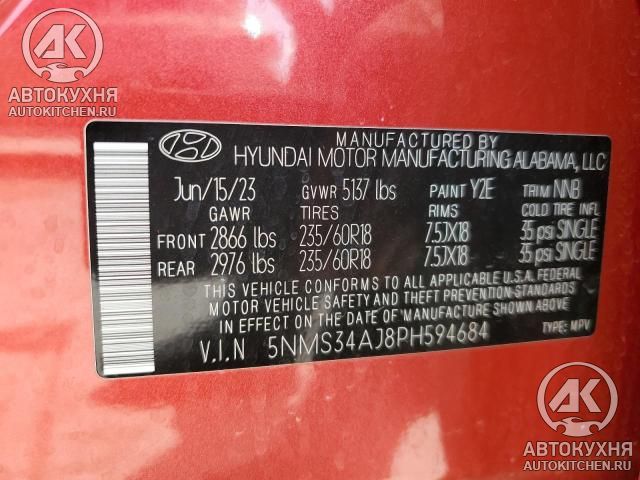 АК
АВТОКУХНЯ
AUTOKITCHEN.RU
MANUFACTURED BY
HYUNDAI MOTOR MANUFACTURING ALABAMA, LLC
Jun/15/23 GVWR 5137 lbs PAINT Y2E TRIM NNB
GAWR TIRES RIMS COLD TIRE INFL
FRONT 2866 lbs 235/60R18 7.5JX18 35 psi SINGLE
REAR 2976 lbs 235/60R18 7.5JX18 35 psi SINGLE
THIS VEHICLE CONFORMS TO ALL APPLICABLE U.S.A. FEDERAL
MOTOR VEHICLE SAFETY AND THEFT PREVENTION STANDARDS
IN EFFECT ON THE DATE OF MANUFACTURE SHOWN ABOVE
V.I.N 5NMS34AJ8PH594684 TYPE: MPV
АК
АВТОКУХНЯ
AUTOKITCHEN.RU